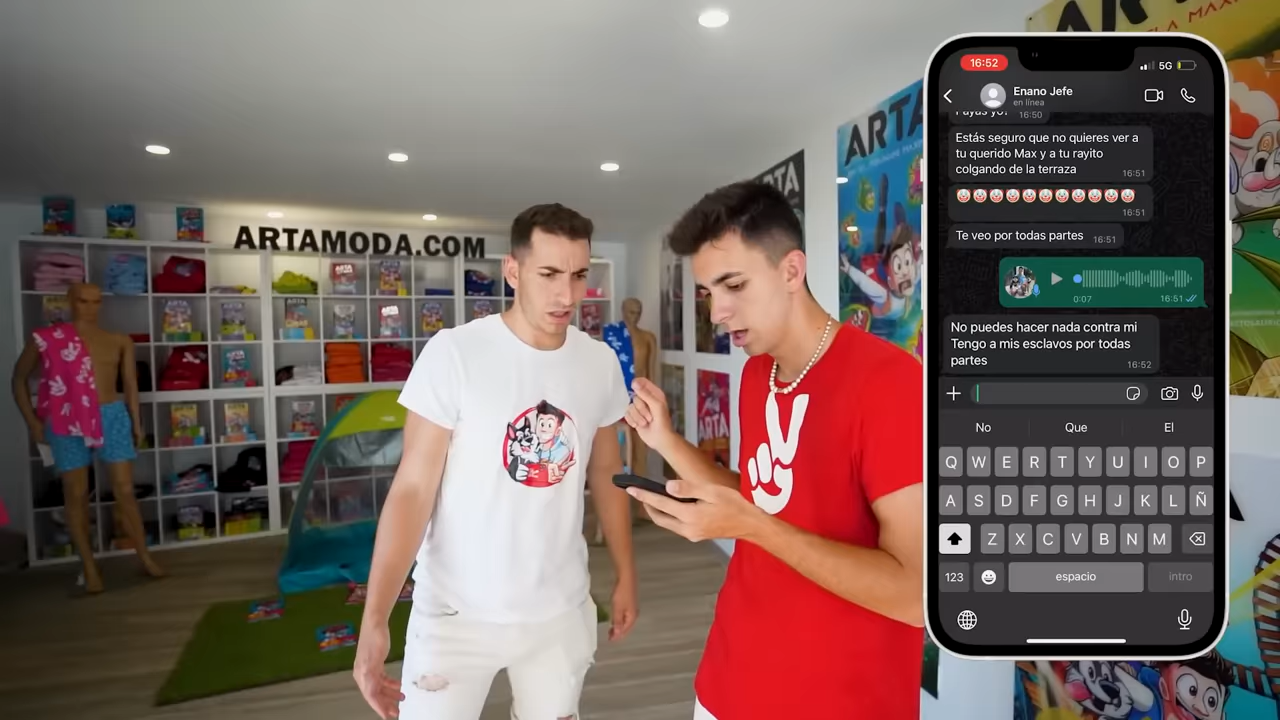 ARTAMODA.COM
ARTA
ARTA
ARTA
16:52
5G
Enano Jefe
en línea
Payas yo?
16:50
Estás seguro que no quieres ver a
tu querido Max y a tu rayito
colgando de la terraza
16:51
16:51
Te veo por todas partes
16:51
0:07
16:51
No puedes hacer nada contra mi
Tengo a mis esclavos por todas
partes
16:52
No Que El
Q W E R T Y U I O P
A S D F G H J K L Ñ
Z X C V B N M
123 espacio intro